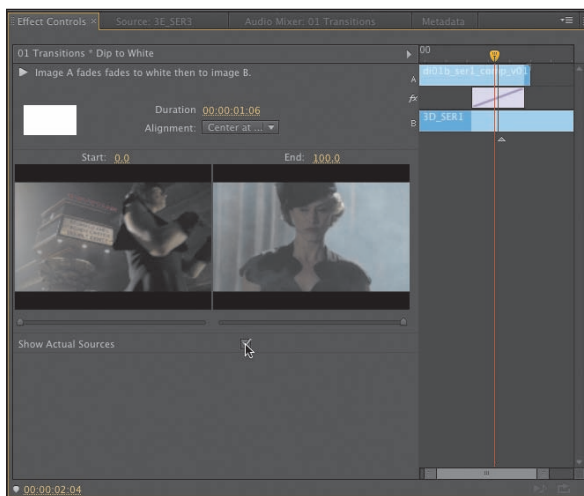 Effect Controls × Source: 3E_SER3 Audio Mixer: 01 Transitions Metadata
01 Transitions * Dip to White
00
Image A fades fades to white then to image B.
A
di01b_ser1_comp_v01
fx
Duration 00:00:01:06
Alignment: Center at ...
B
3D_SER1
Start: 0.0 End: 100.0
Show Actual Sources
00:00:02:04